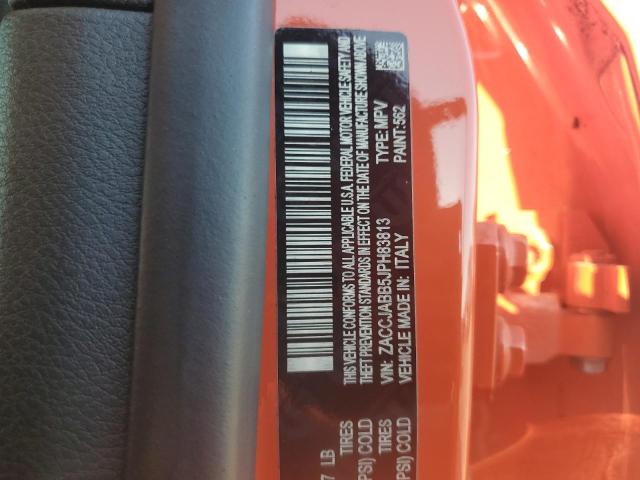 THIS VEHICLE CONFORMS TO ALL APPLICABLE U.S.A. FEDERAL MOTOR VEHICLE SAFETY AND
THEFT PREVENTION STANDARDS IN EFFECT ON THE DATE OF MANUFACTURE SHOWN ABOVE
VIN: ZACCJABB5JPH83813 TYPE: MPV
VEHICLE MADE IN: ITALY PAINT: 562
7 LB
TIRES
PSI) COLD
TIRES
PSI) COLD